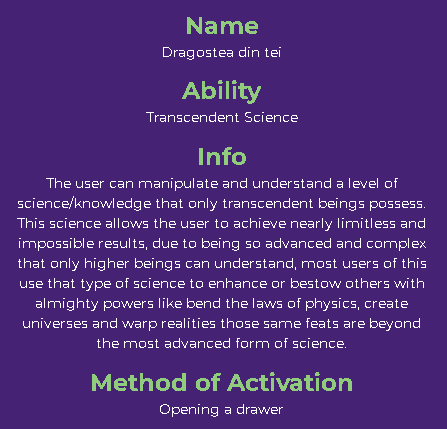 Name
Dragostea din tei
Ability
Transcendent Science
Info
The user can manipulate and understand a level of
science/knowledge that only transcendent beings possess.
This science allows the user to achieve nearly limitless and
impossible results, due to being so advanced and complex
that only higher beings can understand, most users of this
use that type of science to enhance or bestow others with
almighty powers like bend the laws of physics, create
universes and warp realities those same feats are beyond
the most advanced form of science.
Method of Activation
Opening a drawer